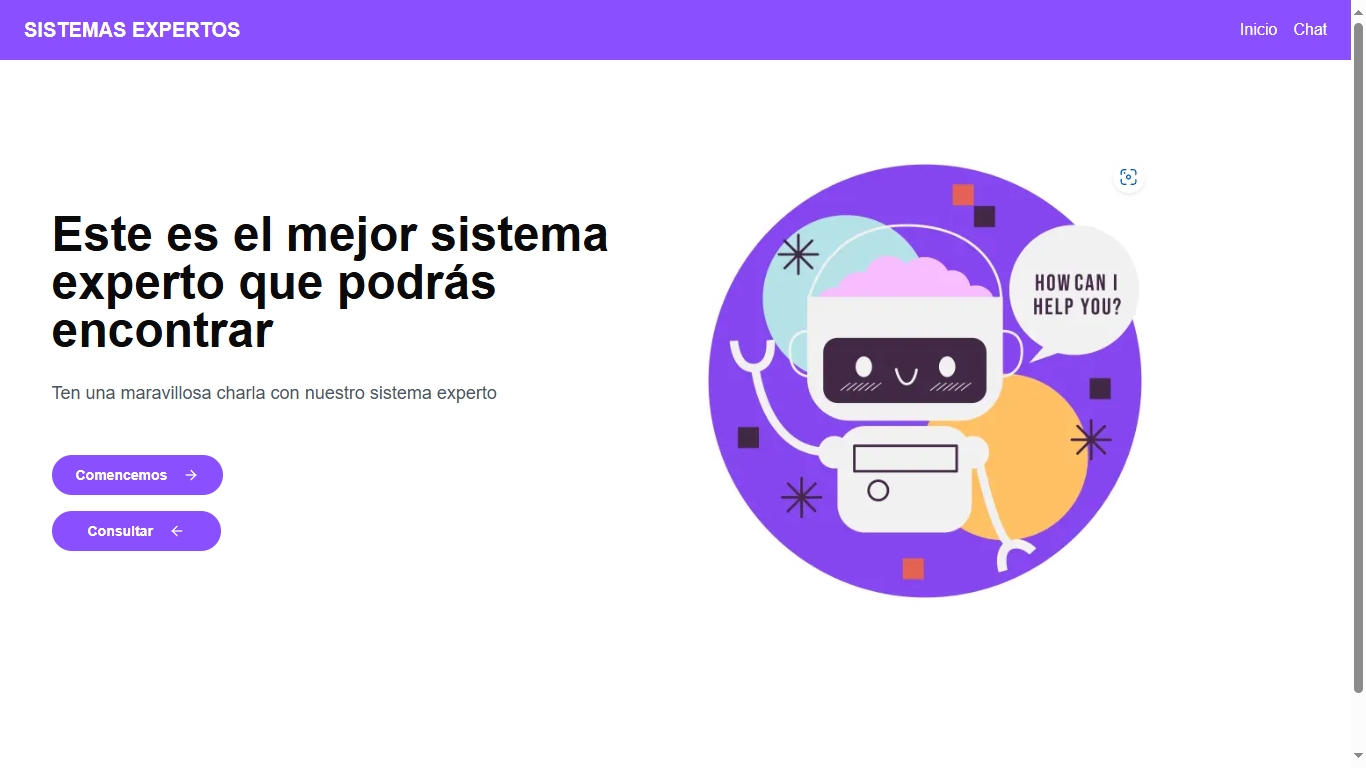 SISTEMAS EXPERTOS
Inicio
Chat
Este es el mejor sistema
experto que podrás
encontrar
Ten una maravillosa charla con nuestro sistema experto
Comencemos
Consultar
HOW CAN I
HELP YOU?